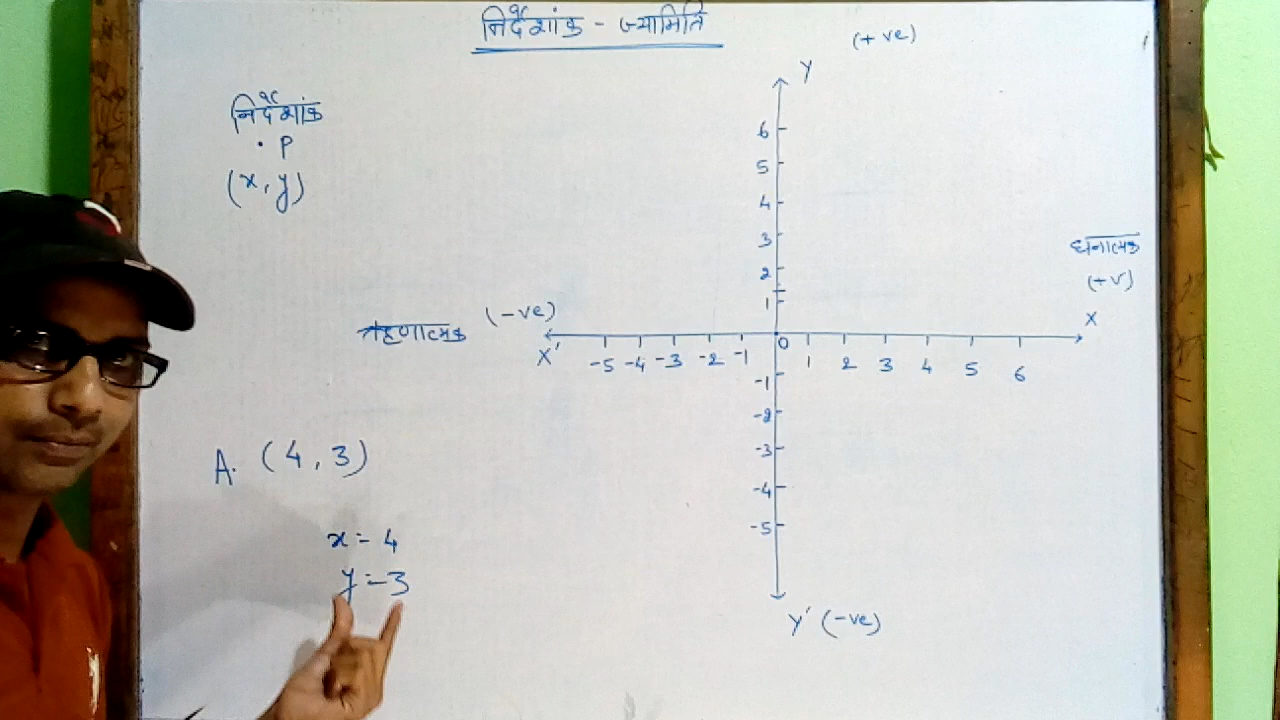 निर्देशांक - ज्यामिति
(+ve)
Y
निर्देशांक
. P
(x, y)
6
5
4
3
2
1
धनात्मक
(+v)
X
ऋणात्मक (-ve)
X' -5 -4 -3 -2 -1 0 1 2 3 4 5 6
-1
-2
-3
-4
-5
A. (4, 3)
x = 4
y = 3
Y' (-ve)